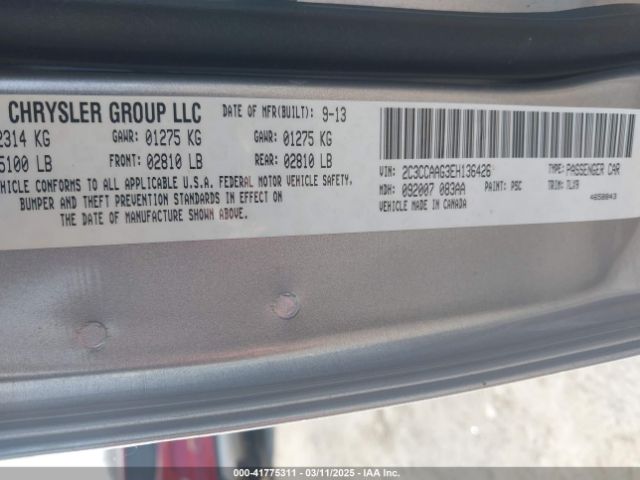 CHRYSLER GROUP LLC DATE OF MFR(BUILT): 9-13
2314 KG GAWR: 01275 KG GAWR: 01275 KG
5100 LB FRONT: 02810 LB REAR: 02810 LB
VEHICLE CONFORMS TO ALL APPLICABLE U.S.A. FEDERAL MOTOR VEHICLE SAFETY,
BUMPER AND THEFT PREVENTION STANDARDS IN EFFECT ON
THE DATE OF MANUFACTURE SHOWN ABOVE.
VIN: 2C3CCAAG3EH136426 TYPE: PASSENGER CAR
MDH: 092007 083AA PAINT: PSC TRIM: TLX9
VEHICLE MADE IN CANADA 4658043
000-41775311 | 03/11/2025 - IAA Inc.